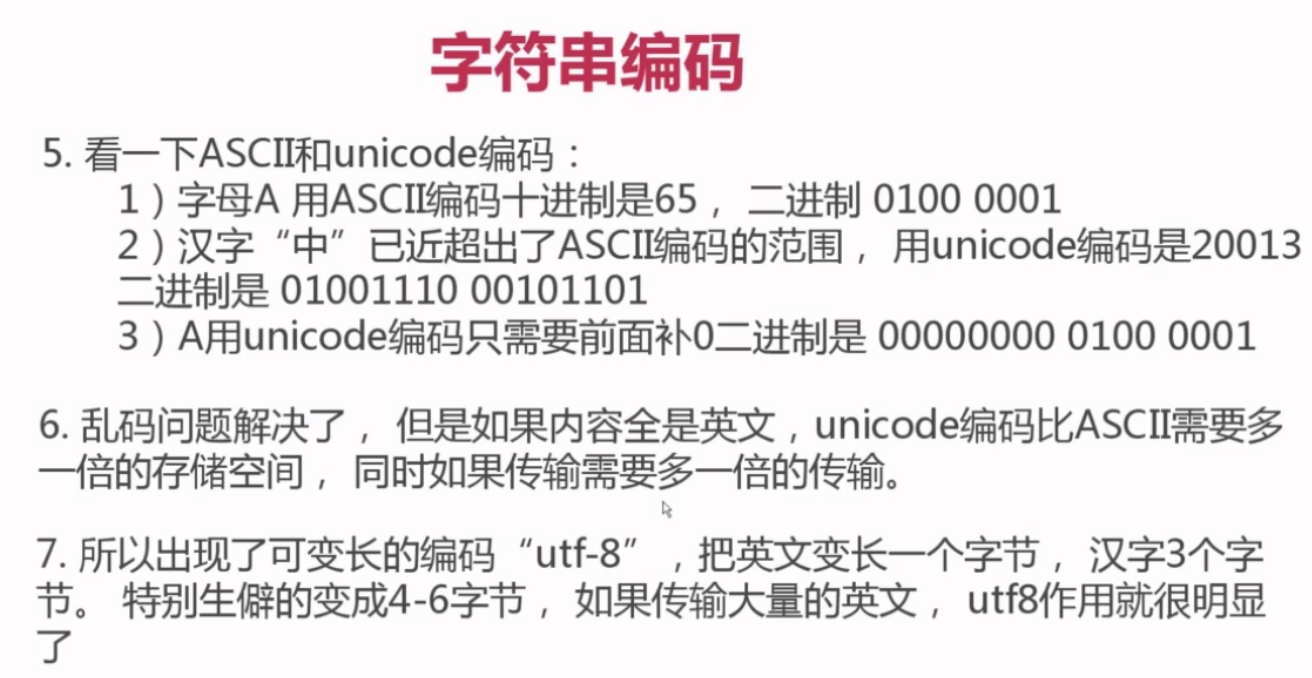 字符串编码
5. 看一下ASCII和unicode编码：
1）字母A 用ASCII编码十进制是65， 二进制 0100 0001
2）汉字“中”已近超出了ASCII编码的范围， 用unicode编码是20013
二进制是 01001110 00101101
3）A用unicode编码只需要前面补0二进制是 00000000 0100 0001
6. 乱码问题解决了， 但是如果内容全是英文，unicode编码比ASCII需要多
一倍的存储空间， 同时如果传输需要多一倍的传输。
7. 所以出现了可变长的编码“utf-8”，把英文变长一个字节， 汉字3个字
节。 特别生僻的变成4-6字节， 如果传输大量的英文， utf8作用就很明显
了